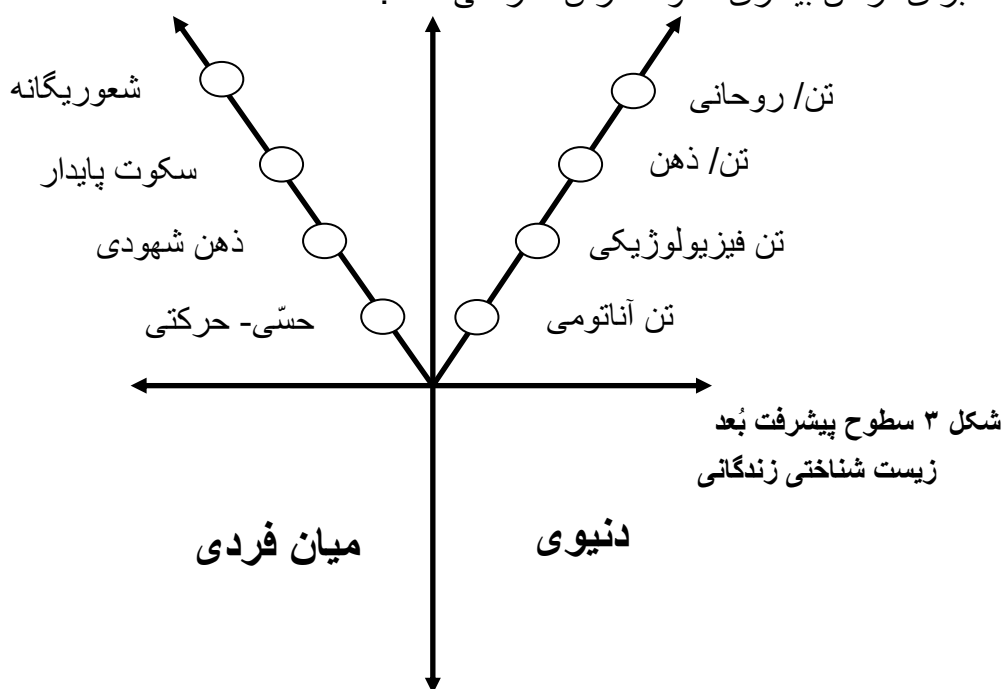 تن/ روحانی
شعوریگانه
تن/ ذهن
سکوت پایدار
تن فیزیولوژیکی
ذهن شهودی
تن آناتومی
حسّی- حرکتی
شکل ۳ سطوح پیشرفت بُعد
زیست شناختی زندگانی
دنیوی
میان فردی